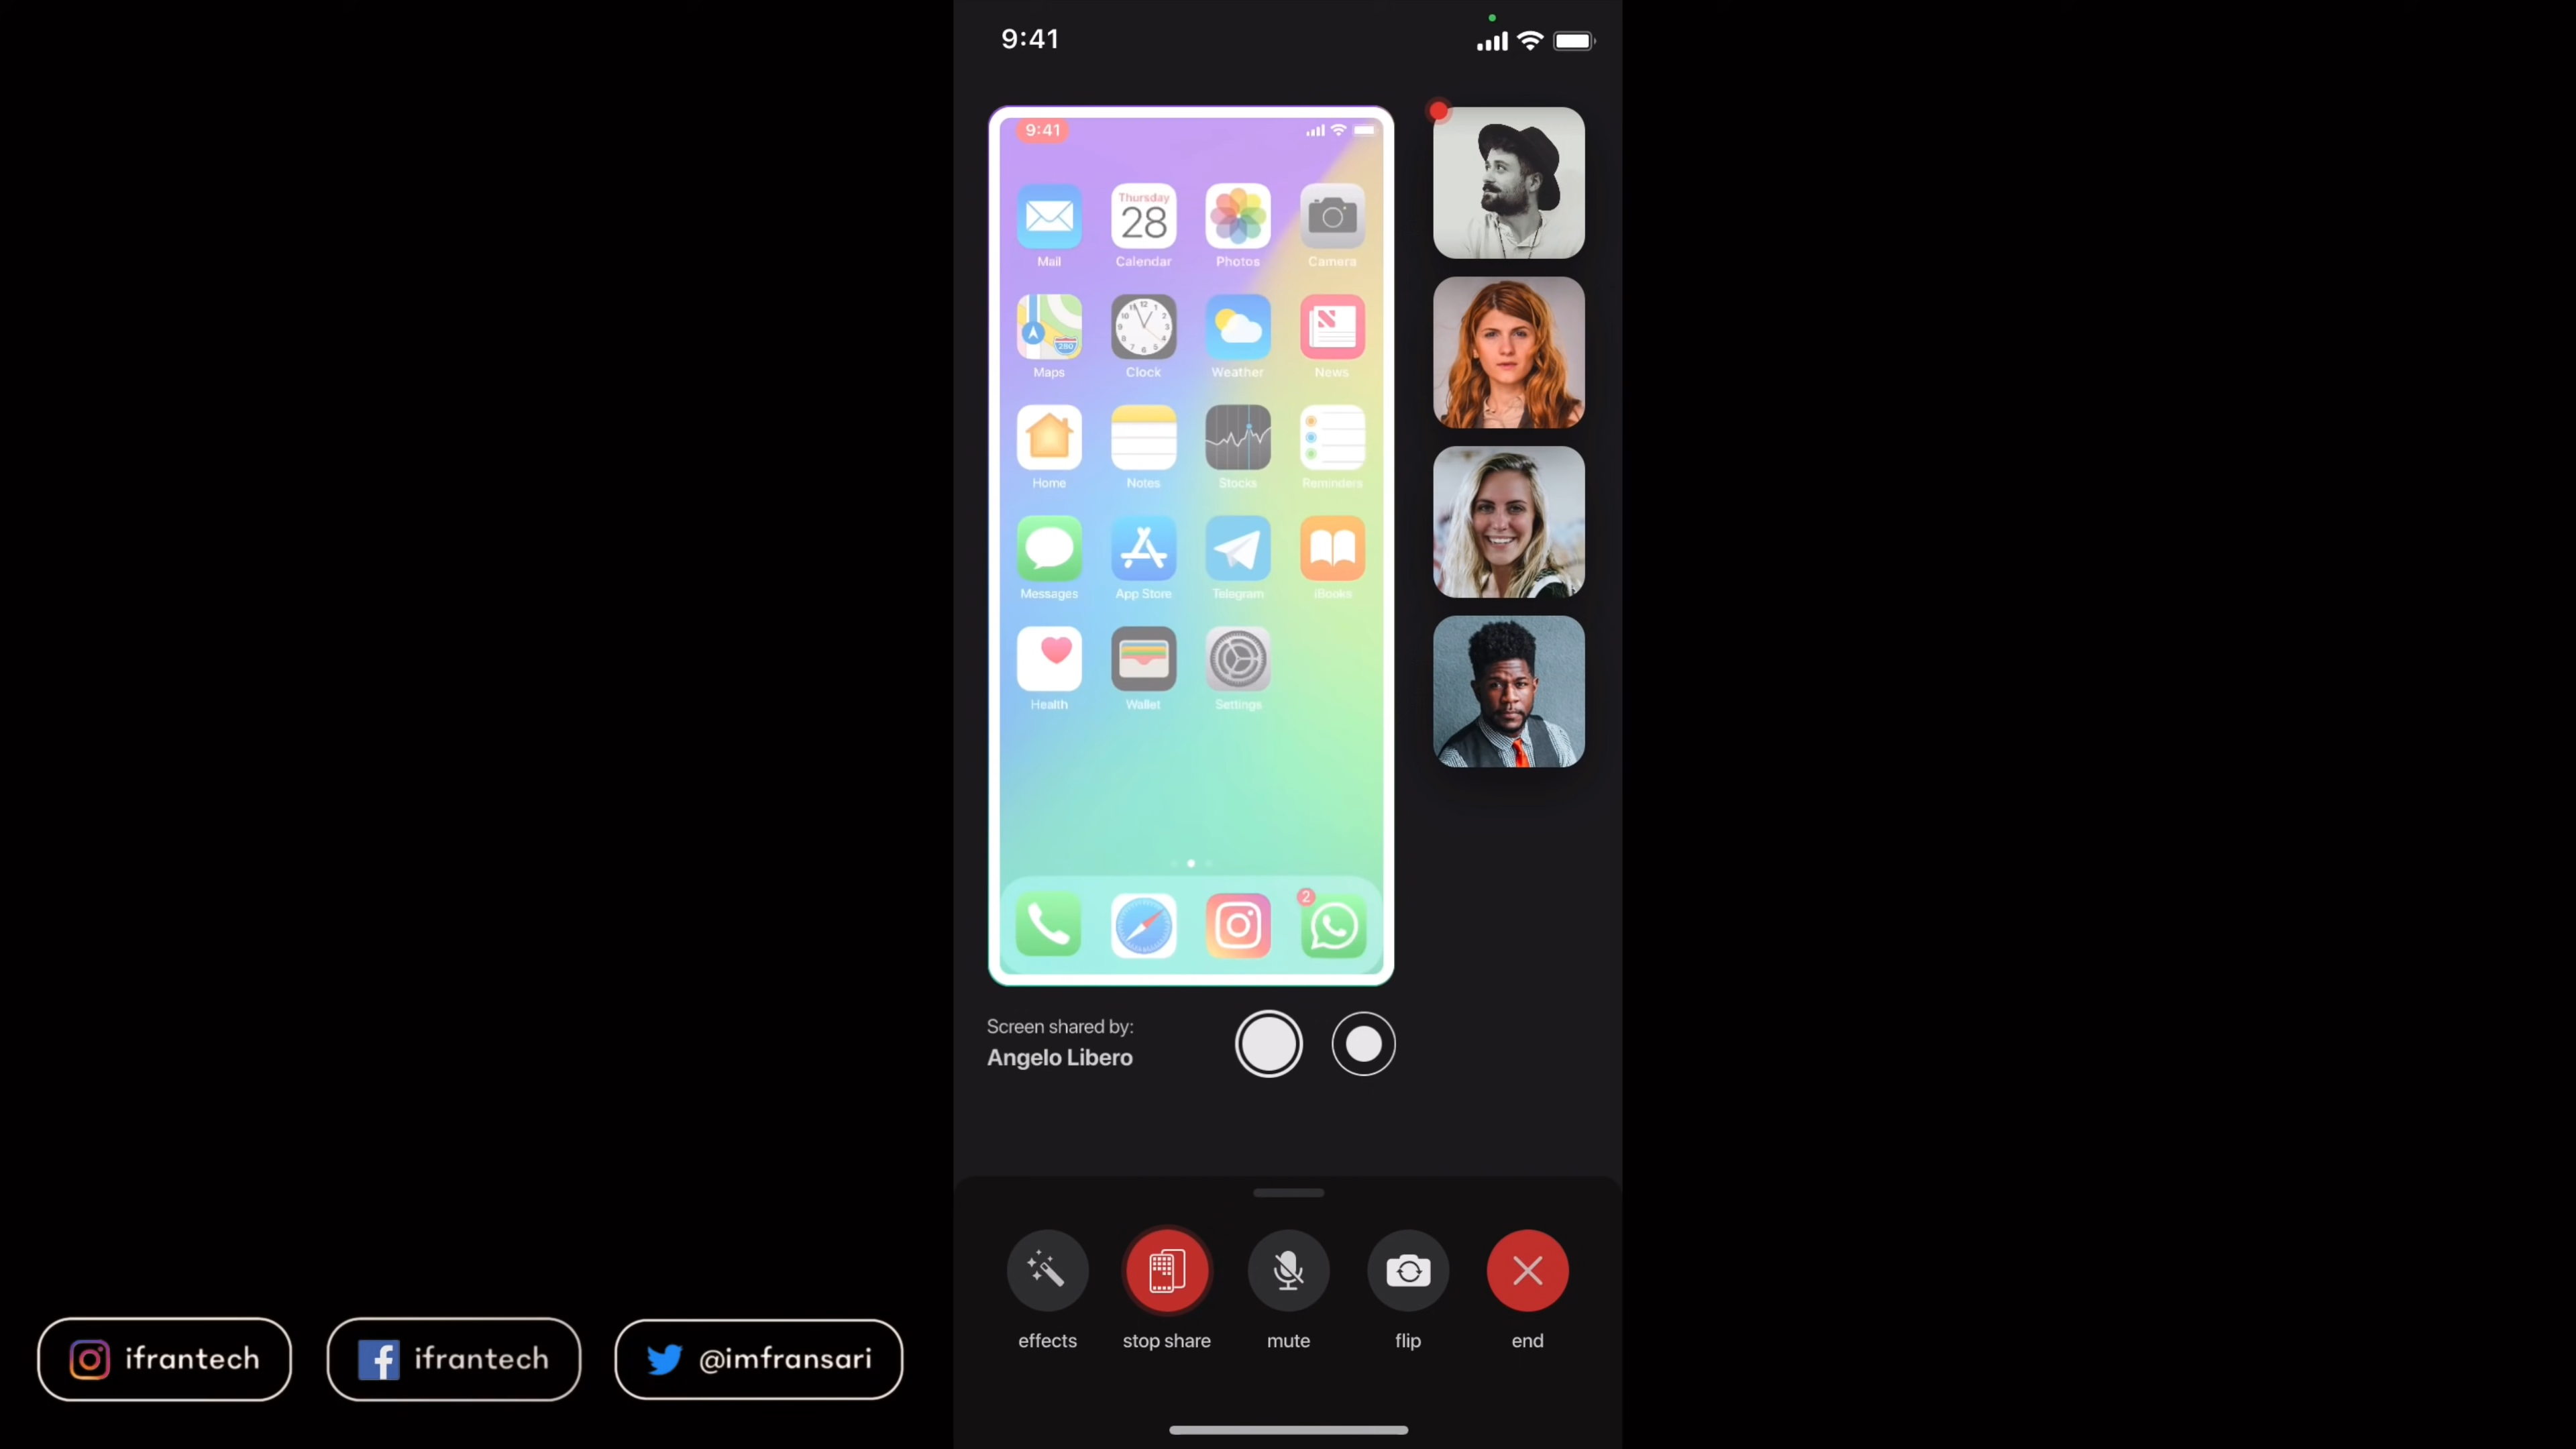 9:41
9:41
Thursday
28
Mail Calendar Photos Camera
280
Maps Clock Weather News
Home Notes Stocks Reminders
Messages App Store Telegram iBooks
Health Wallet Settings
2
Screen shared by:
Angelo Libero
effects stop share mute flip end
ifrantech ifrantech @imfransari